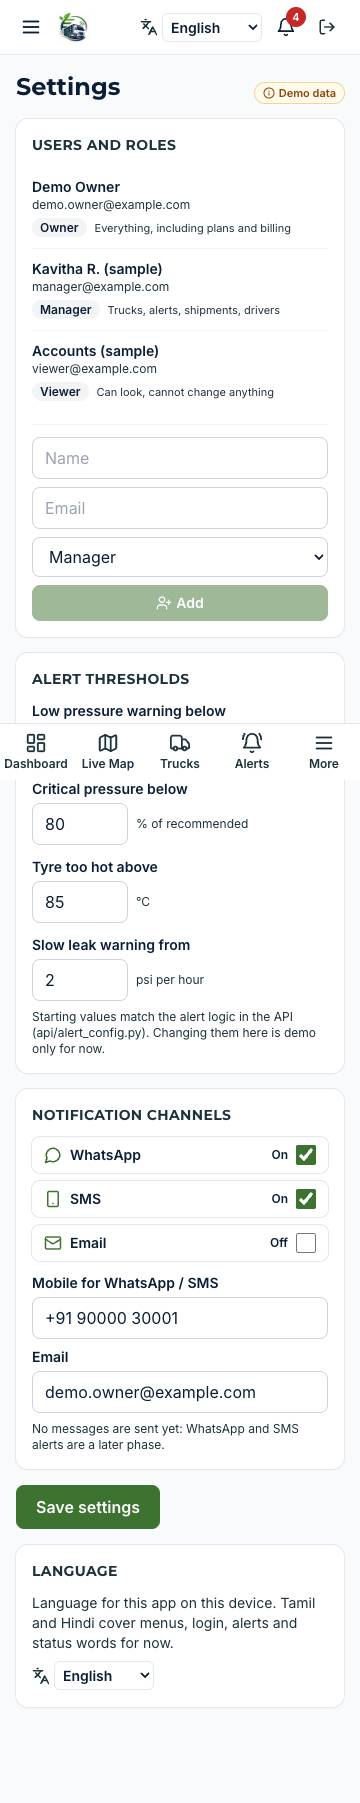 English
4
Settings
Demo data
USERS AND ROLES
Demo Owner
demo.owner@example.com
Owner Everything, including plans and billing
Kavitha R. (sample)
manager@example.com
Manager Trucks, alerts, shipments, drivers
Accounts (sample)
viewer@example.com
Viewer Can look, cannot change anything
Name
Email
Manager
Add
ALERT THRESHOLDS
Low pressure warning below
Dashboard Live Map Trucks Alerts More
Critical pressure below
80 % of recommended
Tyre too hot above
85 °C
Slow leak warning from
2 psi per hour
Starting values match the alert logic in the API
(api/alert_config.py). Changing them here is demo
only for now.
NOTIFICATION CHANNELS
WhatsApp On
SMS On
Email Off
Mobile for WhatsApp / SMS
+91 90000 30001
Email
demo.owner@example.com
No messages are sent yet: WhatsApp and SMS
alerts are a later phase.
Save settings
LANGUAGE
Language for this app on this device. Tamil
and Hindi cover menus, login, alerts and
status words for now.
English